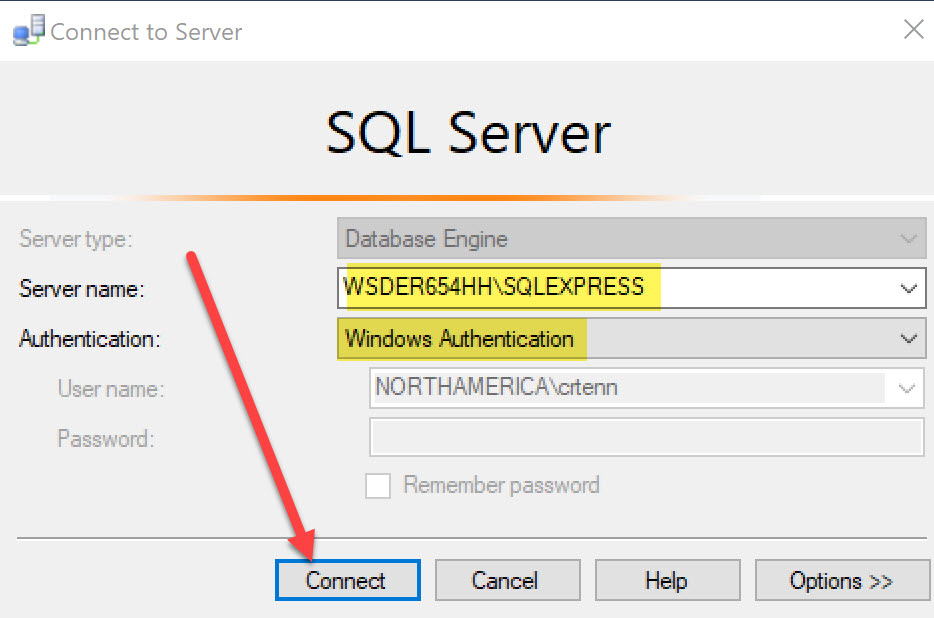 Connect to Server
SQL Server
Server type: Database Engine
Server name: WSDER654HH\SQLEXPRESS
Authentication: Windows Authentication
User name: NORTHAMERICA\crtenn
Password:
Remember password
Connect Cancel Help Options >>